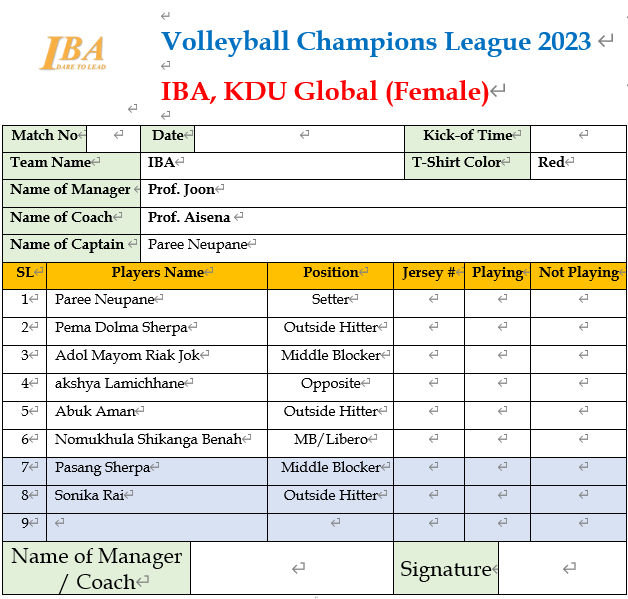 IBA
DARE TO LEAD
Volleyball Champions League 2023
IBA, KDU Global (Female)
Match No Date Kick-of Time
Team Name IBA T-Shirt Color Red
Name of Manager Prof. Joon
Name of Coach Prof. Aisena
Name of Captain Paree Neupane
SL Players Name Position Jersey # Playing Not Playing
1 Paree Neupane Setter
2 Pema Dolma Sherpa Outside Hitter
3 Adol Mayom Riak Jok Middle Blocker
4 akshya Lamichhane Opposite
5 Abuk Aman Outside Hitter
6 Nomukhula Shikanga Benah MB/Libero
7 Pasang Sherpa Middle Blocker
8 Sonika Rai Outside Hitter
9
Name of Manager
/ Coach Signature